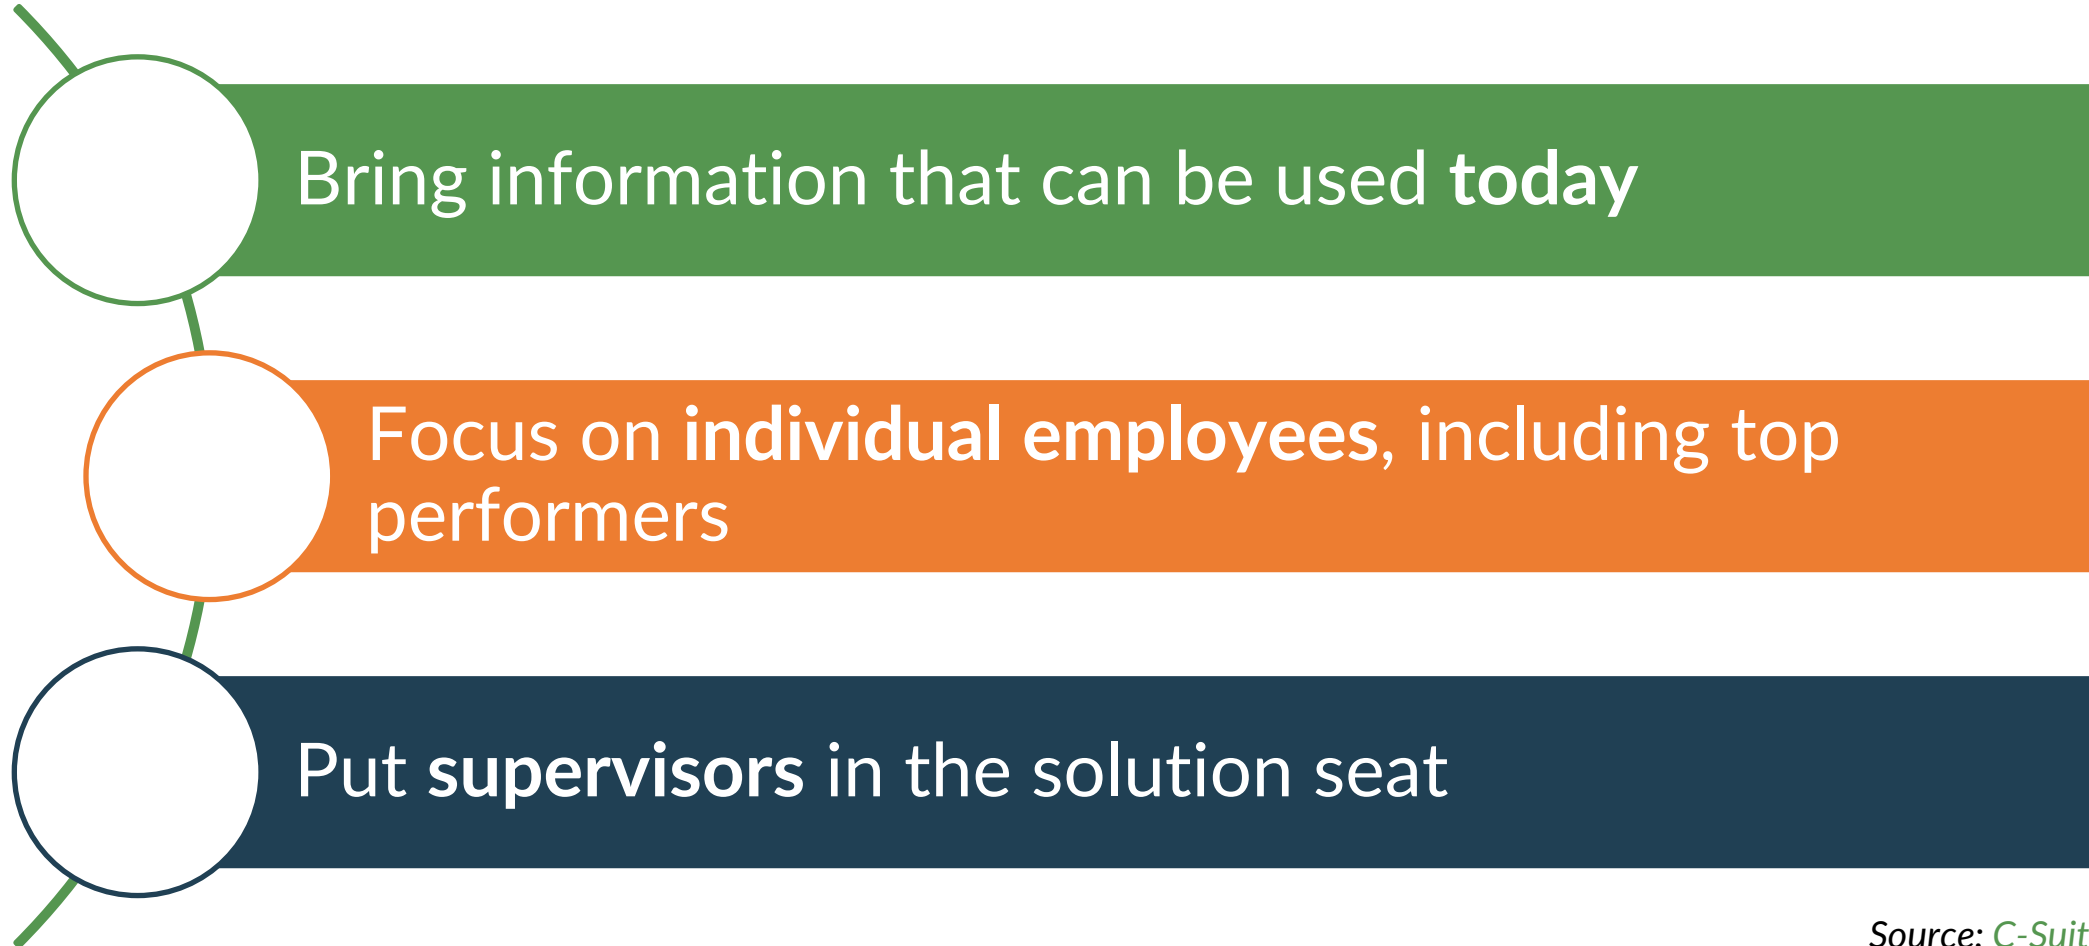 Bring information that can be used today
Focus on individual employees, including top
performers
Put supervisors in the solution seat
Source: C-Suit